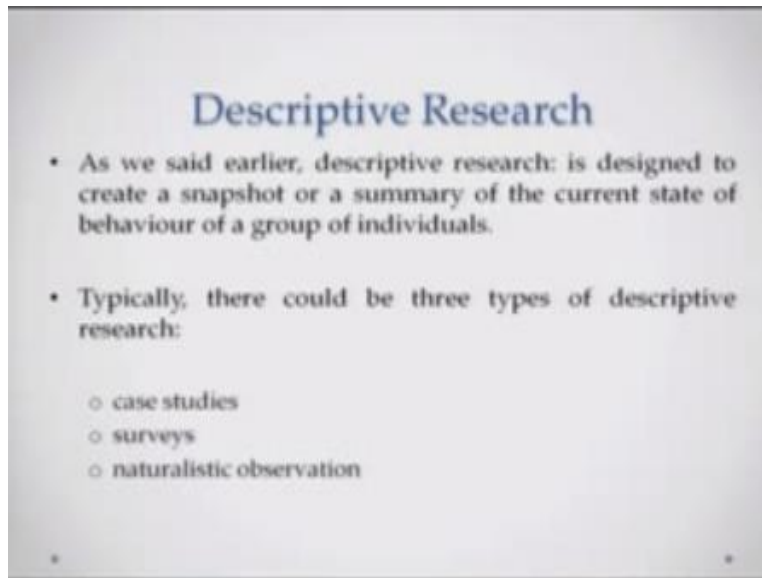 Descriptive Research
• As we said earlier, descriptive research: is designed to
create a snapshot or a summary of the current state of
behaviour of a group of individuals.
• Typically, there could be three types of descriptive
research:
o case studies
o surveys
o naturalistic observation